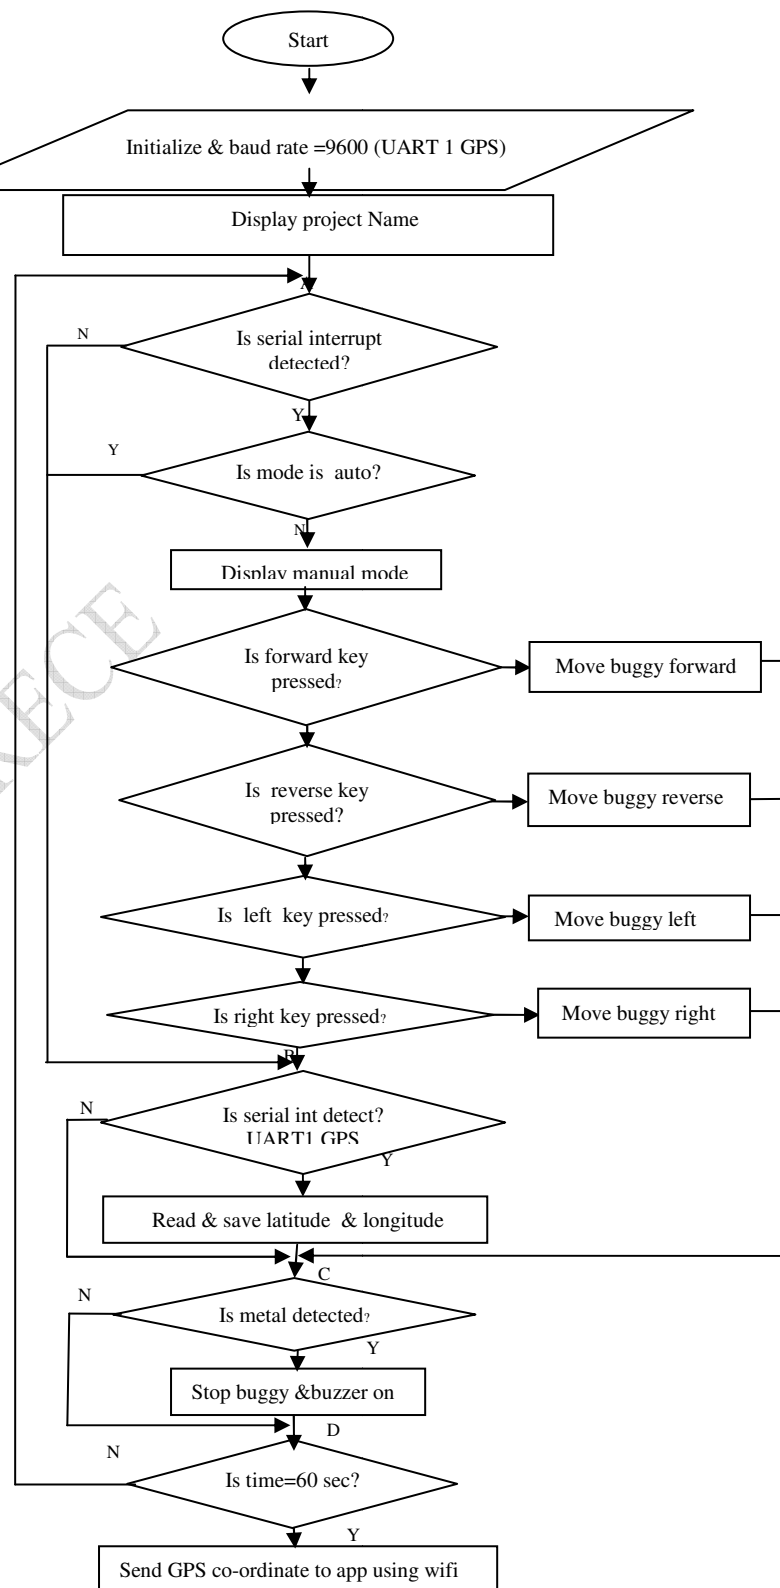 Start
Initialize & baud rate =9600 (UART 1 GPS)
Display project Name
A
Is serial interrupt
detected?
N
Y
Is mode is auto?
Y
N
Display manual mode
Is forward key
pressed?
Move buggy forward
Is reverse key
pressed?
Move buggy reverse
Is left key pressed?
Move buggy left
Is right key pressed?
Move buggy right
B
N
Is serial int detect?
UART1 GPS
Y
Read & save latitude & longitude
C
N
Is metal detected?
Y
Stop buggy &buzzer on
D
N
Is time=60 sec?
Y
Send GPS co-ordinate to app using wifi